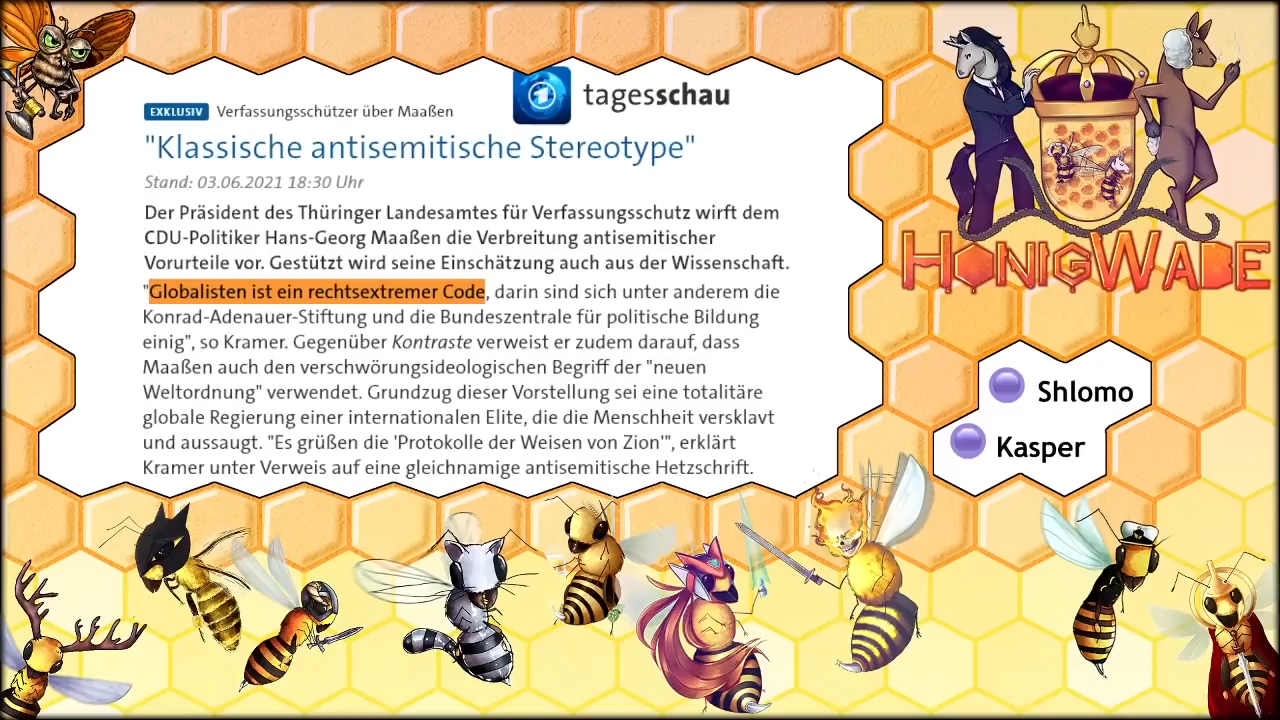 EXKLUSIV Verfassungsschützer über Maaßen
tagesschau
"Klassische antisemitische Stereotype"
Stand: 03.06.2021 18:30 Uhr
Der Präsident des Thüringer Landesamtes für Verfassungsschutz wirft dem
CDU-Politiker Hans-Georg Maaßen die Verbreitung antisemitischer
Vorurteile vor. Gestützt wird seine Einschätzung auch aus der Wissenschaft.
"Globalisten ist ein rechtsextremer Code, darin sind sich unter anderem die
Konrad-Adenauer-Stiftung und die Bundeszentrale für politische Bildung
einig", so Kramer. Gegenüber Kontraste verweist er zudem darauf, dass
Maaßen auch den verschwörungsideologischen Begriff der "neuen
Weltordnung" verwendet. Grundzug dieser Vorstellung sei eine totalitäre
globale Regierung einer internationalen Elite, die die Menschheit versklavt
und aussaugt. "Es grüßen die 'Protokolle der Weisen von Zion'", erklärt
Kramer unter Verweis auf eine gleichnamige antisemitische Hetzschrift.
HONIGWABE
Shlomo
Kasper